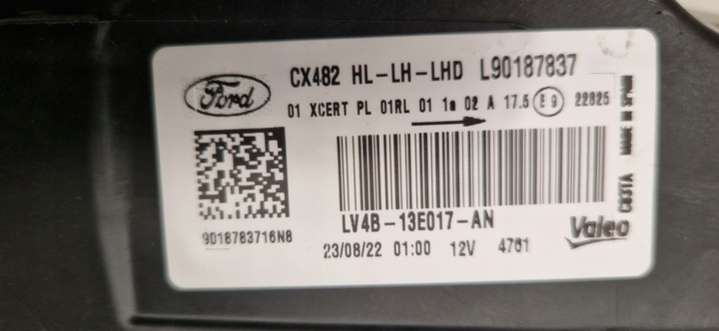 Ford
CX482 HL-LH-LHD L90187837
01 XCERT PL 01RL 01 1a 02 A 17.5 E9 22825
LV4B-13E017-AN
9018783716N8
23/08/22 01:00 12V 4761
Valeo
MADE IN SPAIN